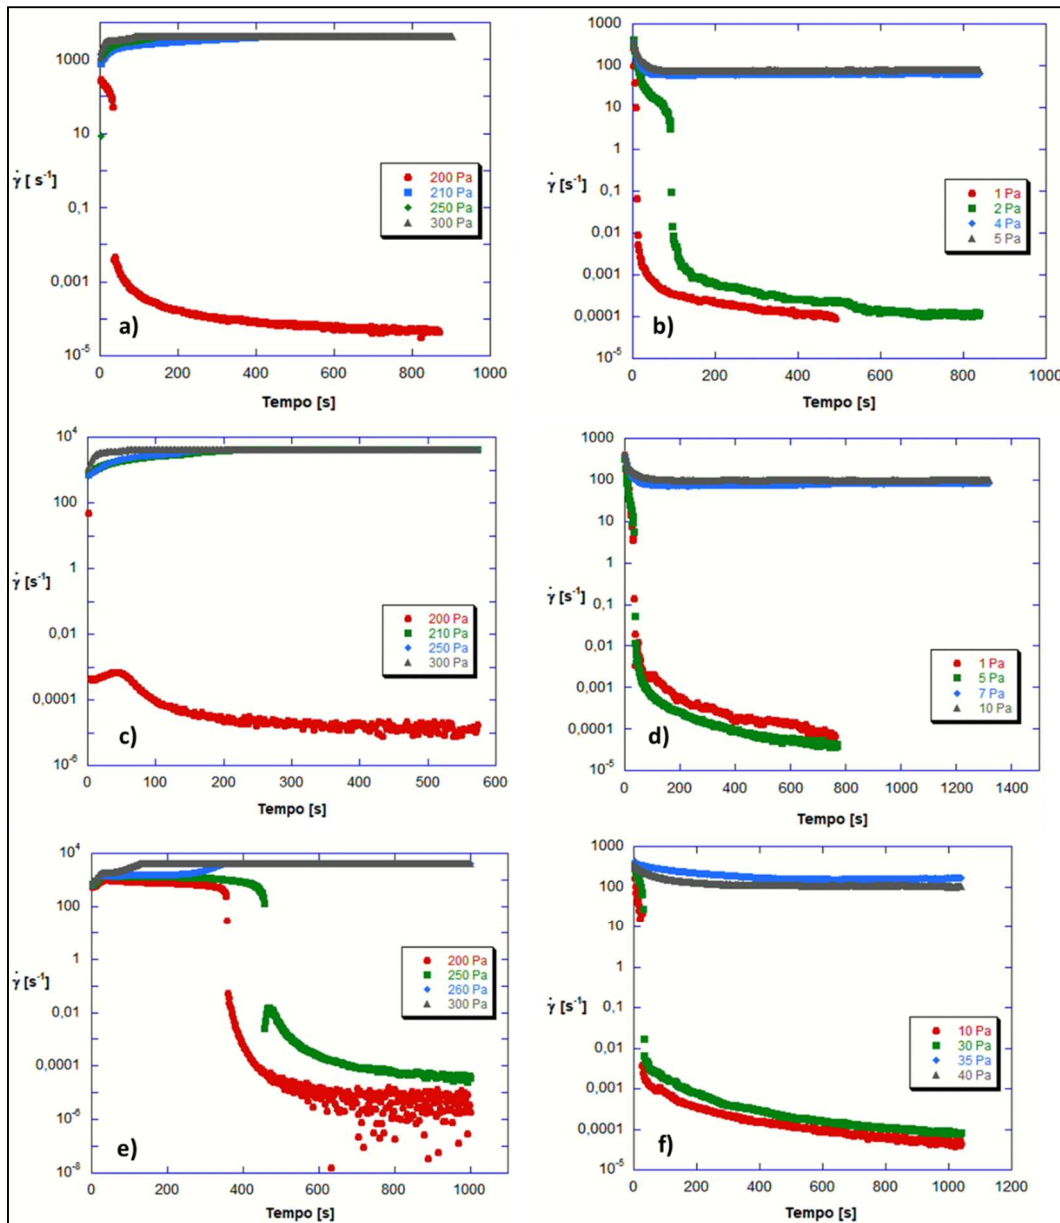 1000
10
0,1
0,001
10-5
γ̇ [ s-1]
200 Pa
210 Pa
250 Pa
300 Pa
a)
0 200 400 600 800 1000
Tempo [s]
1000
100
10
1
0,1
0,01
0,001
0,0001
10-5
γ̇ [ s-1]
1 Pa
2 Pa
4 Pa
5 Pa
b)
0 200 400 600 800 1000
Tempo [s]
104
100
1
0,01
0,0001
10-6
γ̇ [s-1]
200 Pa
210 Pa
250 Pa
300 Pa
c)
0 100 200 300 400 500 600
Tempo [s]
1000
100
10
1
0,1
0,01
0,001
0,0001
10-5
γ̇ [s-1]
1 Pa
5 Pa
7 Pa
10 Pa
d)
0 200 400 600 800 1000 1200 1400
Tempo [s]
104
100
1
0,01
0,0001
10-6
10-8
γ̇ [s-1]
200 Pa
250 Pa
260 Pa
300 Pa
e)
0 200 400 600 800 1000
Tempo [s]
1000
100
10
1
0,1
0,01
0,001
0,0001
10-5
γ̇ [s-1]
10 Pa
30 Pa
35 Pa
40 Pa
f)
0 200 400 600 800 1000 1200
Tempo [s]